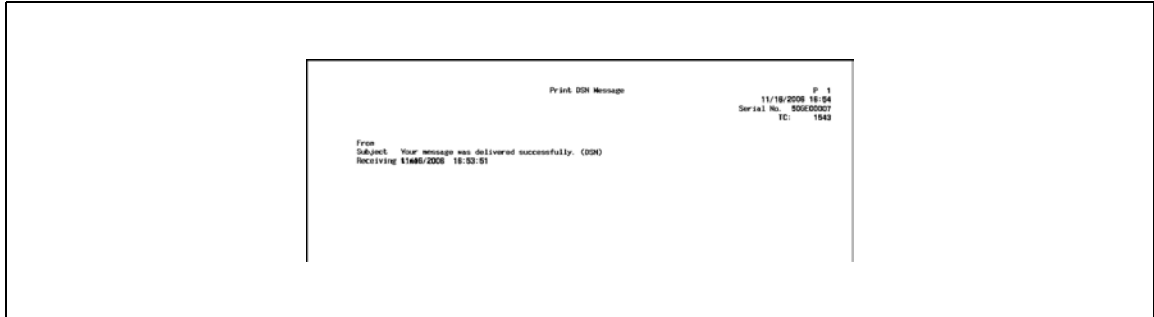 Print DSN Message
P 1
11/16/2006 16:54
Serial No. 50GE00007
TC: 1543
From
Subject Your message was delivered successfully. (DSN)
Receiving 16:53:51